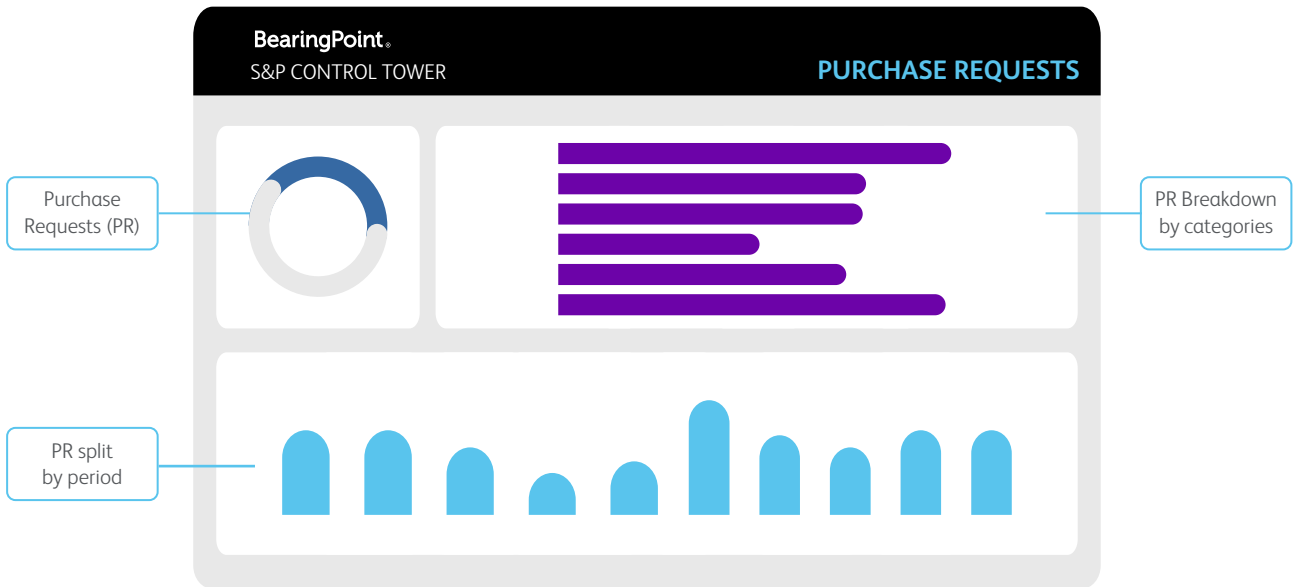 BearingPoint®
S&P CONTROL TOWER
PURCHASE REQUESTS
Purchase
Requests (PR)
PR Breakdown
by categories
PR split
by period